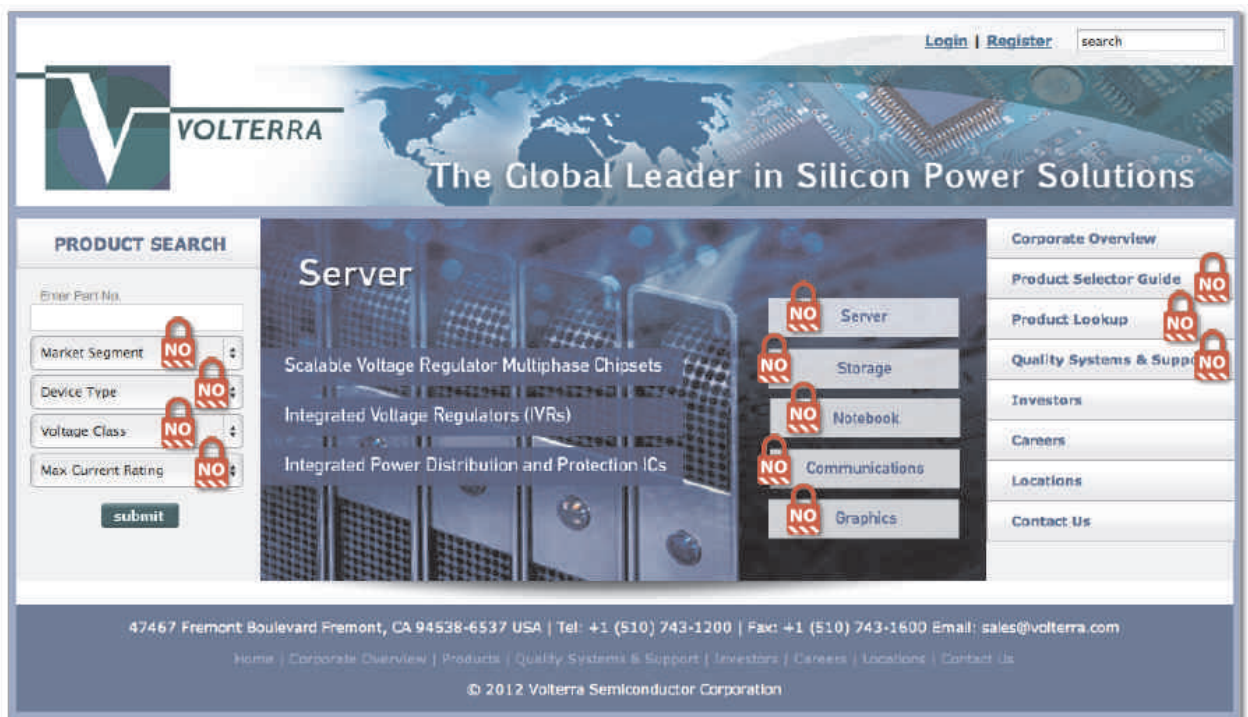 Login | Register search
VOLTERRA
The Global Leader in Silicon Power Solutions
PRODUCT SEARCH
Enter Part No.
Market Segment NO
Device Type NO
Voltage Class NO
Max Current Rating NO
submit
Server
Scalable Voltage Regulator Multiphase Chipsets
Integrated Voltage Regulators (IVRs)
Integrated Power Distribution and Protection ICs
NO Server
NO Storage
NO Notebook
NO Communications
NO Graphics
Corporate Overview
Product Selector Guide NO
Product Lookup NO
Quality Systems & Suppo NO
Investors
Careers
Locations
Contact Us
47467 Fremont Boulevard Fremont, CA 94538-6537 USA | Tel: +1 (510) 743-1200 | Fax: +1 (510) 743-1600 Email: sales@volterra.com
Home | Corporate Overview | Products | Quality Systems & Support | Investors | Careers | Locations | Contact Us
© 2012 Volterra Semiconductor Corporation